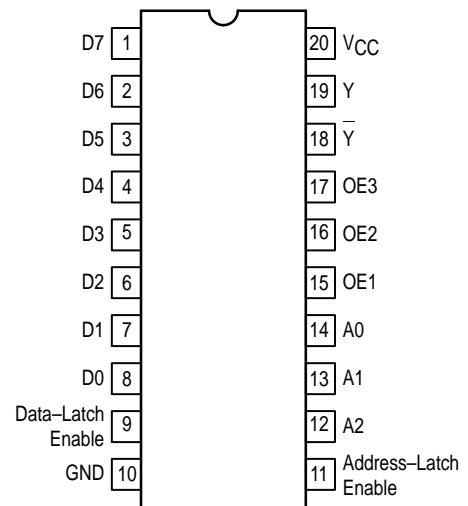 D7 1 20 VCC
D6 2 19 Y
D5 3 18 Y̅
D4 4 17 OE3
D3 5 16 OE2
D2 6 15 OE1
D1 7 14 A0
D0 8 13 A1
Data–Latch
Enable 9 12 A2
GND 10 11 Address–Latch
Enable